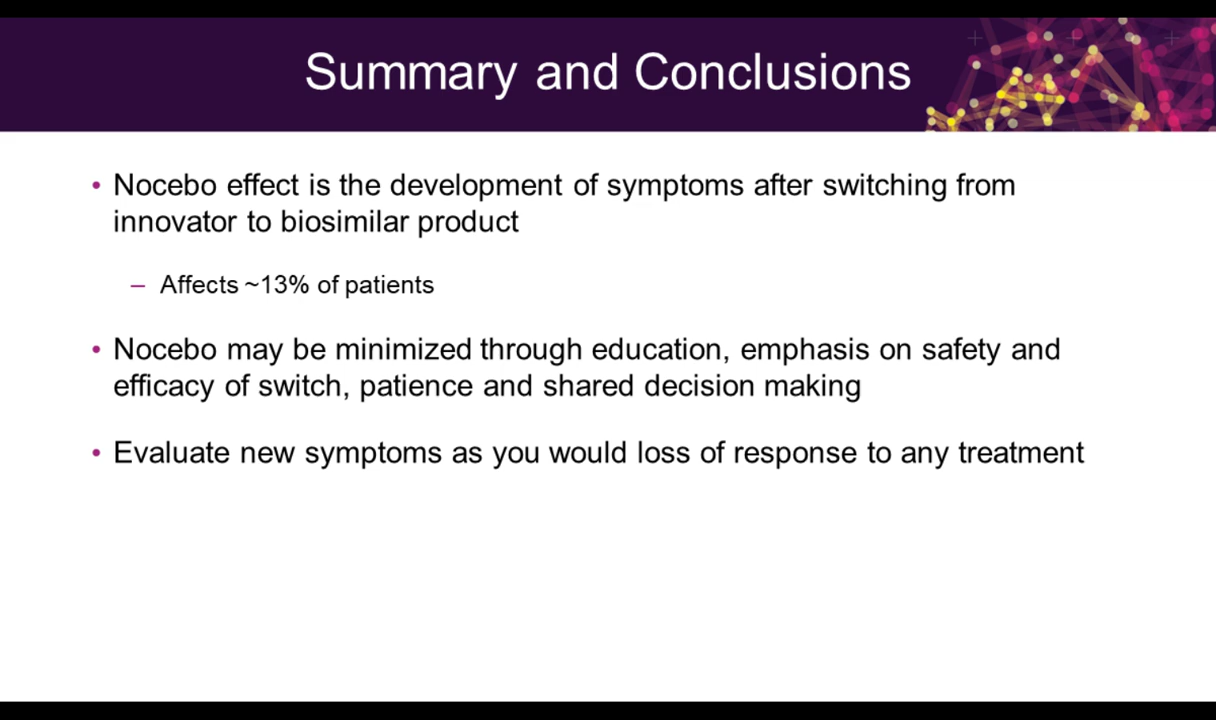 Summary and Conclusions
• Nocebo effect is the development of symptoms after switching from
innovator to biosimilar product
– Affects ~13% of patients
• Nocebo may be minimized through education, emphasis on safety and
efficacy of switch, patience and shared decision making
• Evaluate new symptoms as you would loss of response to any treatment